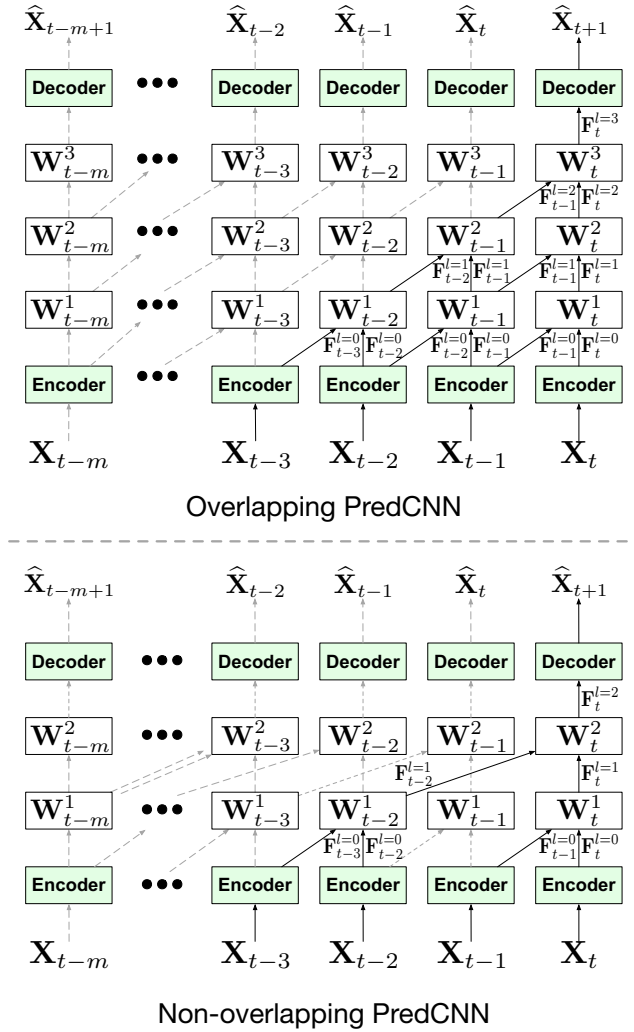 X̂_{t−m+1} X̂_{t−2} X̂_{t−1} X̂_t X̂_{t+1}
Decoder ••• Decoder Decoder Decoder Decoder
F_t^{l=3}
W_{t−m}^3 ••• W_{t−3}^3 W_{t−2}^3 W_{t−1}^3 W_t^3
F_{t−1}^{l=2} F_t^{l=2}
W_{t−m}^2 ••• W_{t−3}^2 W_{t−2}^2 W_{t−1}^2 W_t^2
F_{t−2}^{l=1} F_{t−1}^{l=1} F_{t−1}^{l=1} F_t^{l=1}
W_{t−m}^1 ••• W_{t−3}^1 W_{t−2}^1 W_{t−1}^1 W_t^1
F_{t−3}^{l=0} F_{t−2}^{l=0} F_{t−2}^{l=0} F_{t−1}^{l=0} F_{t−1}^{l=0} F_t^{l=0}
Encoder ••• Encoder Encoder Encoder Encoder
X_{t−m} X_{t−3} X_{t−2} X_{t−1} X_t
Overlapping PredCNN
X̂_{t−m+1} X̂_{t−2} X̂_{t−1} X̂_t X̂_{t+1}
Decoder ••• Decoder Decoder Decoder Decoder
F_t^{l=2}
W_{t−m}^2 ••• W_{t−3}^2 W_{t−2}^2 W_{t−1}^2 W_t^2
F_{t−2}^{l=1} F_t^{l=1}
W_{t−m}^1 ••• W_{t−3}^1 W_{t−2}^1 W_{t−1}^1 W_t^1
F_{t−3}^{l=0} F_{t−2}^{l=0} F_{t−1}^{l=0} F_t^{l=0}
Encoder ••• Encoder Encoder Encoder Encoder
X_{t−m} X_{t−3} X_{t−2} X_{t−1} X_t
Non-overlapping PredCNN